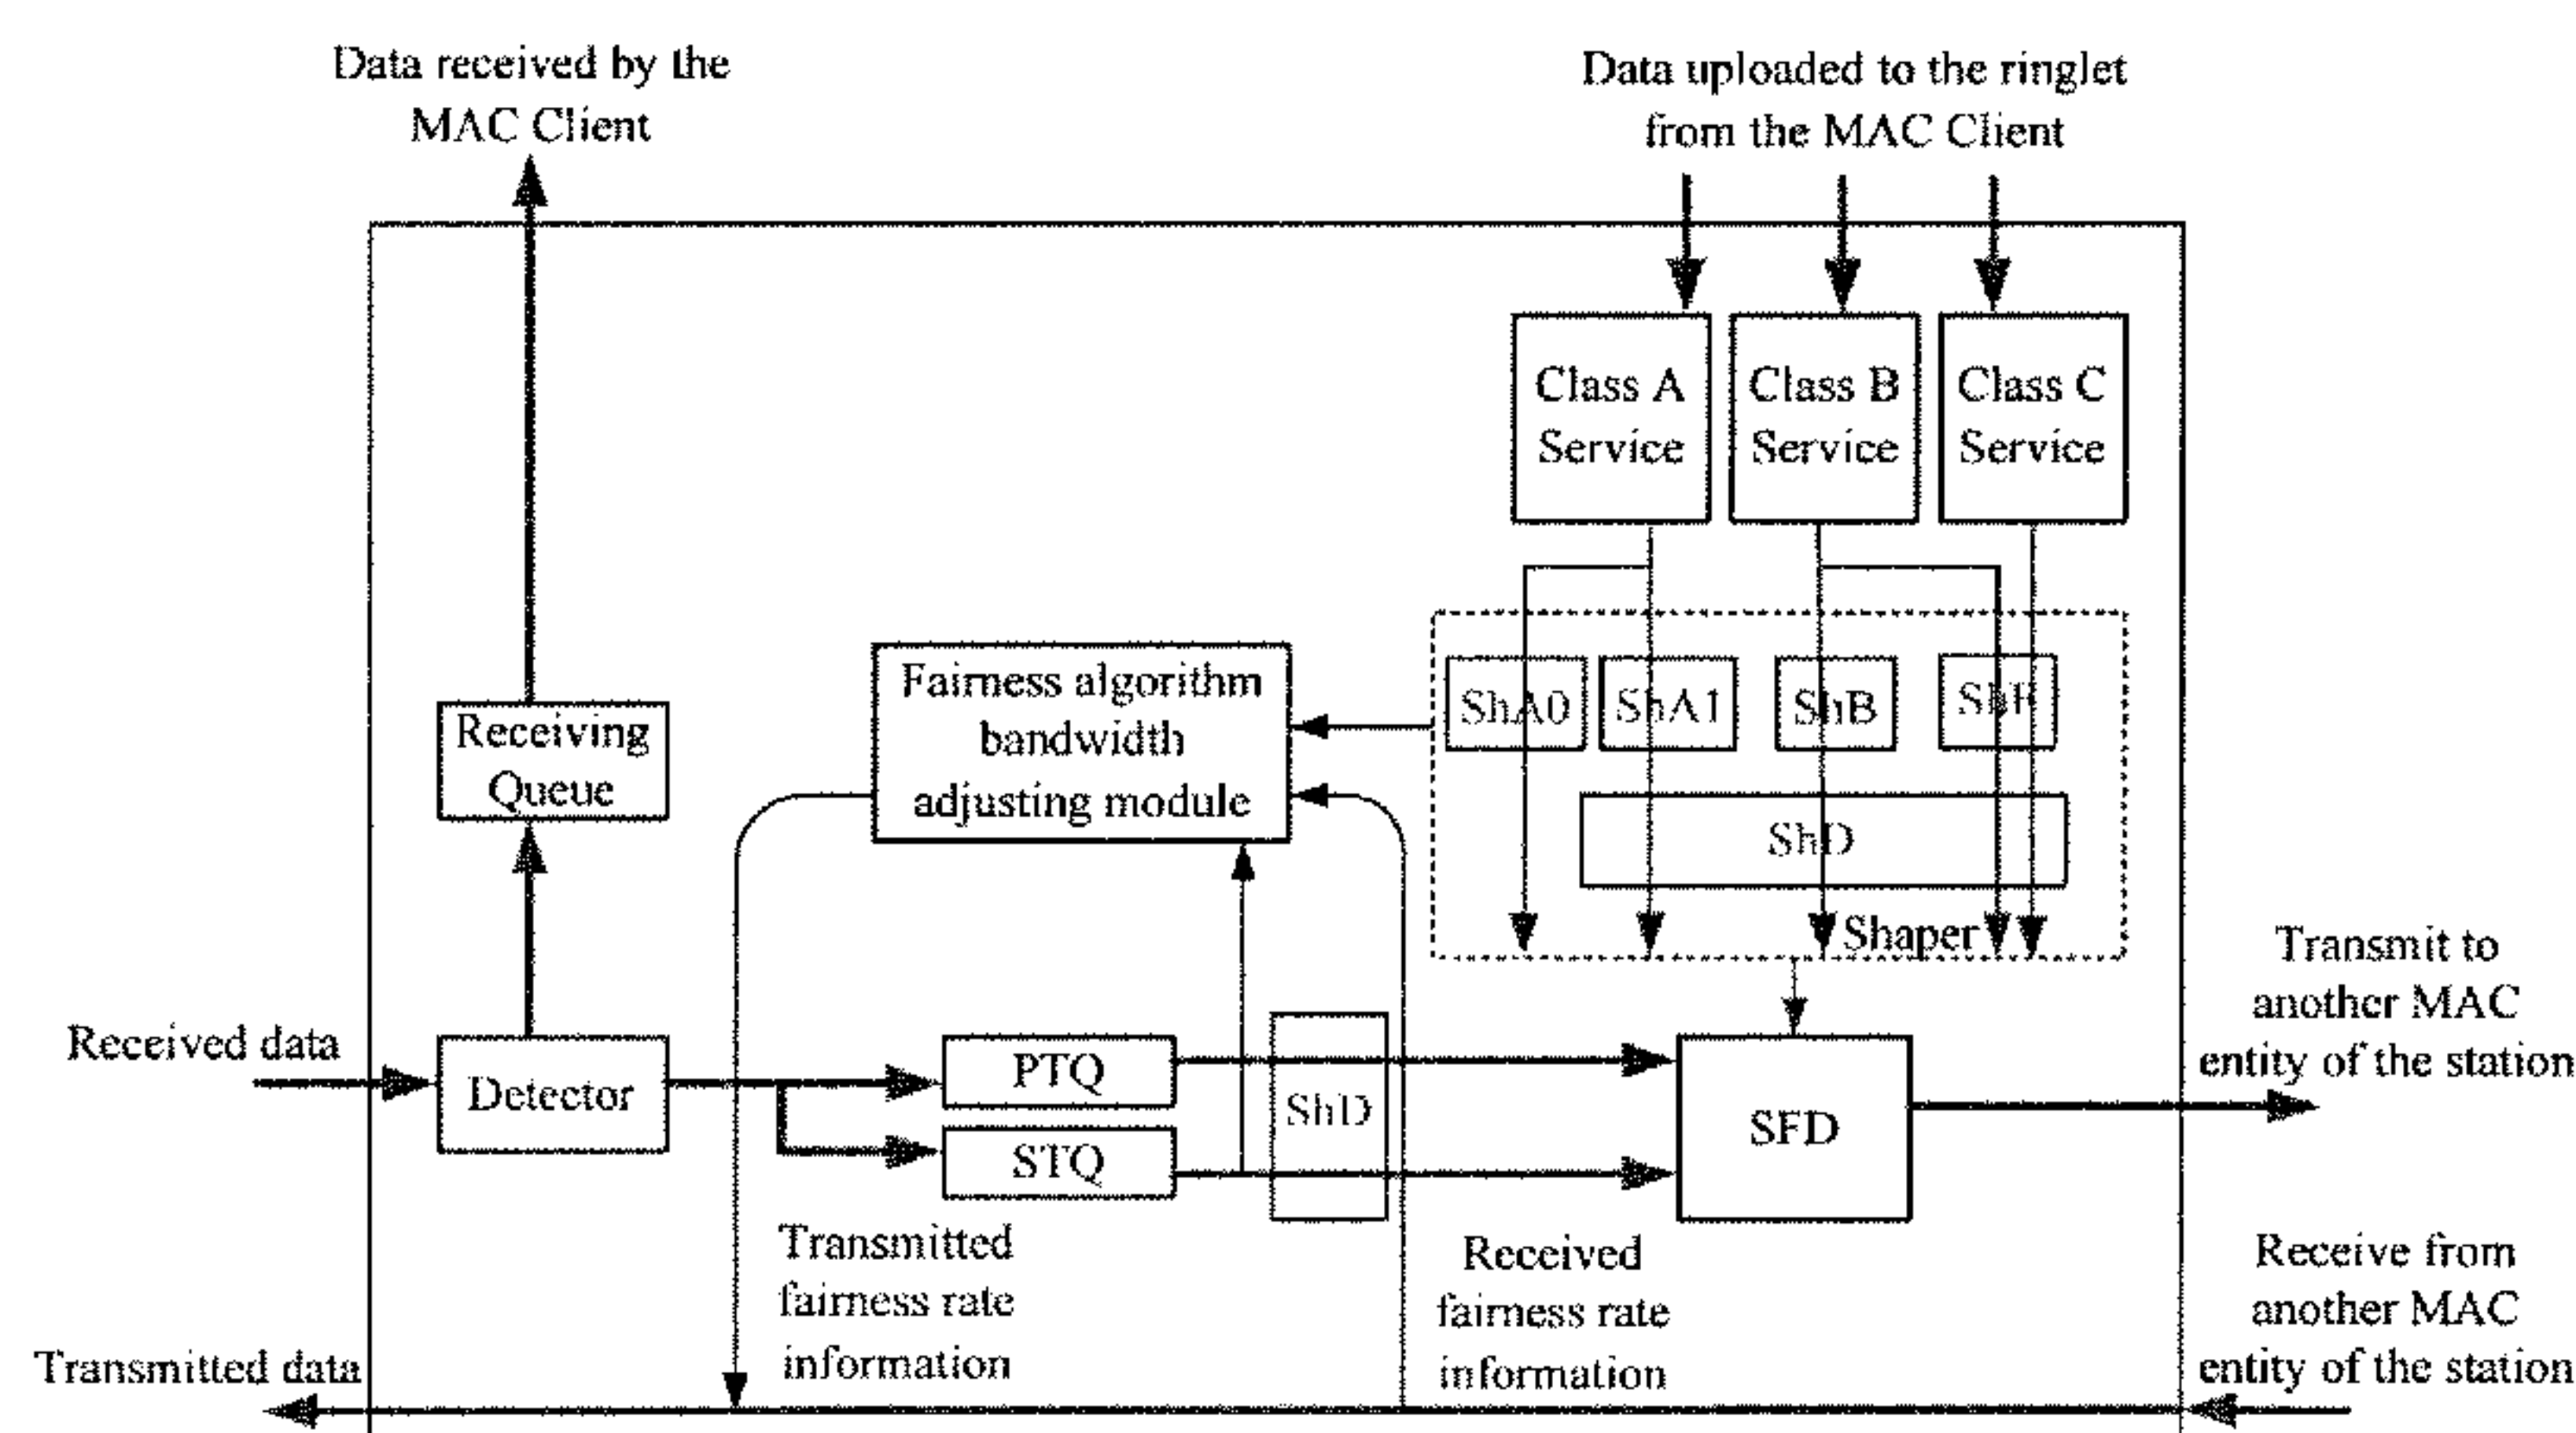 Data received by the
MAC Client
Data uploaded to the ringlet
from the MAC Client
Class A
Service
Class B
Service
Class C
Service
Fairness algorithm
bandwidth
adjusting module
ShA0
ShA1
ShB
ShF
Receiving
Queue
ShD
Shaper
Received data
Detector
PTQ
STQ
ShD
SFD
Transmit to
another MAC
entity of the station
Transmitted
fairness rate
information
Received
fairness rate
information
Receive from
another MAC
entity of the station
Transmitted data